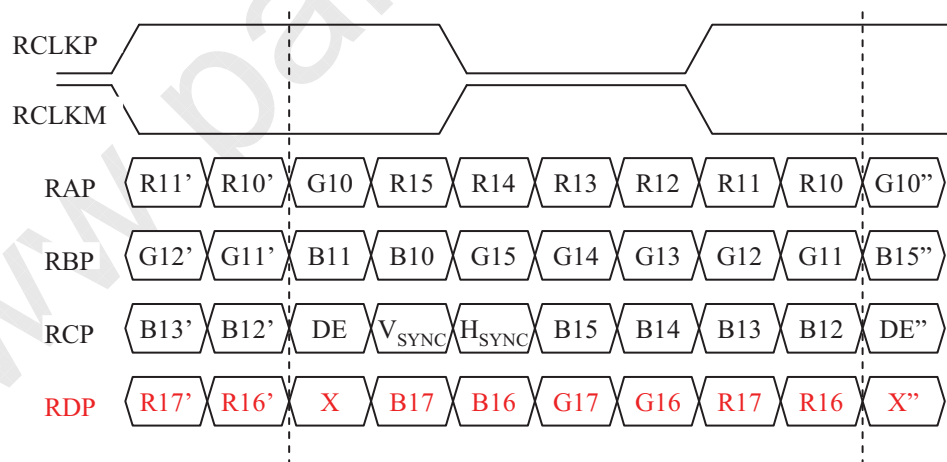 RCLKP
RCLKM
RAP R11’ R10’ G10 R15 R14 R13 R12 R11 R10 G10”
RBP G12’ G11’ B11 B10 G15 G14 G13 G12 G11 B15”
RCP B13’ B12’ DE VSYNC HSYNC B15 B14 B13 B12 DE”
RDP R17’ R16’ X B17 B16 G17 G16 R17 R16 X”